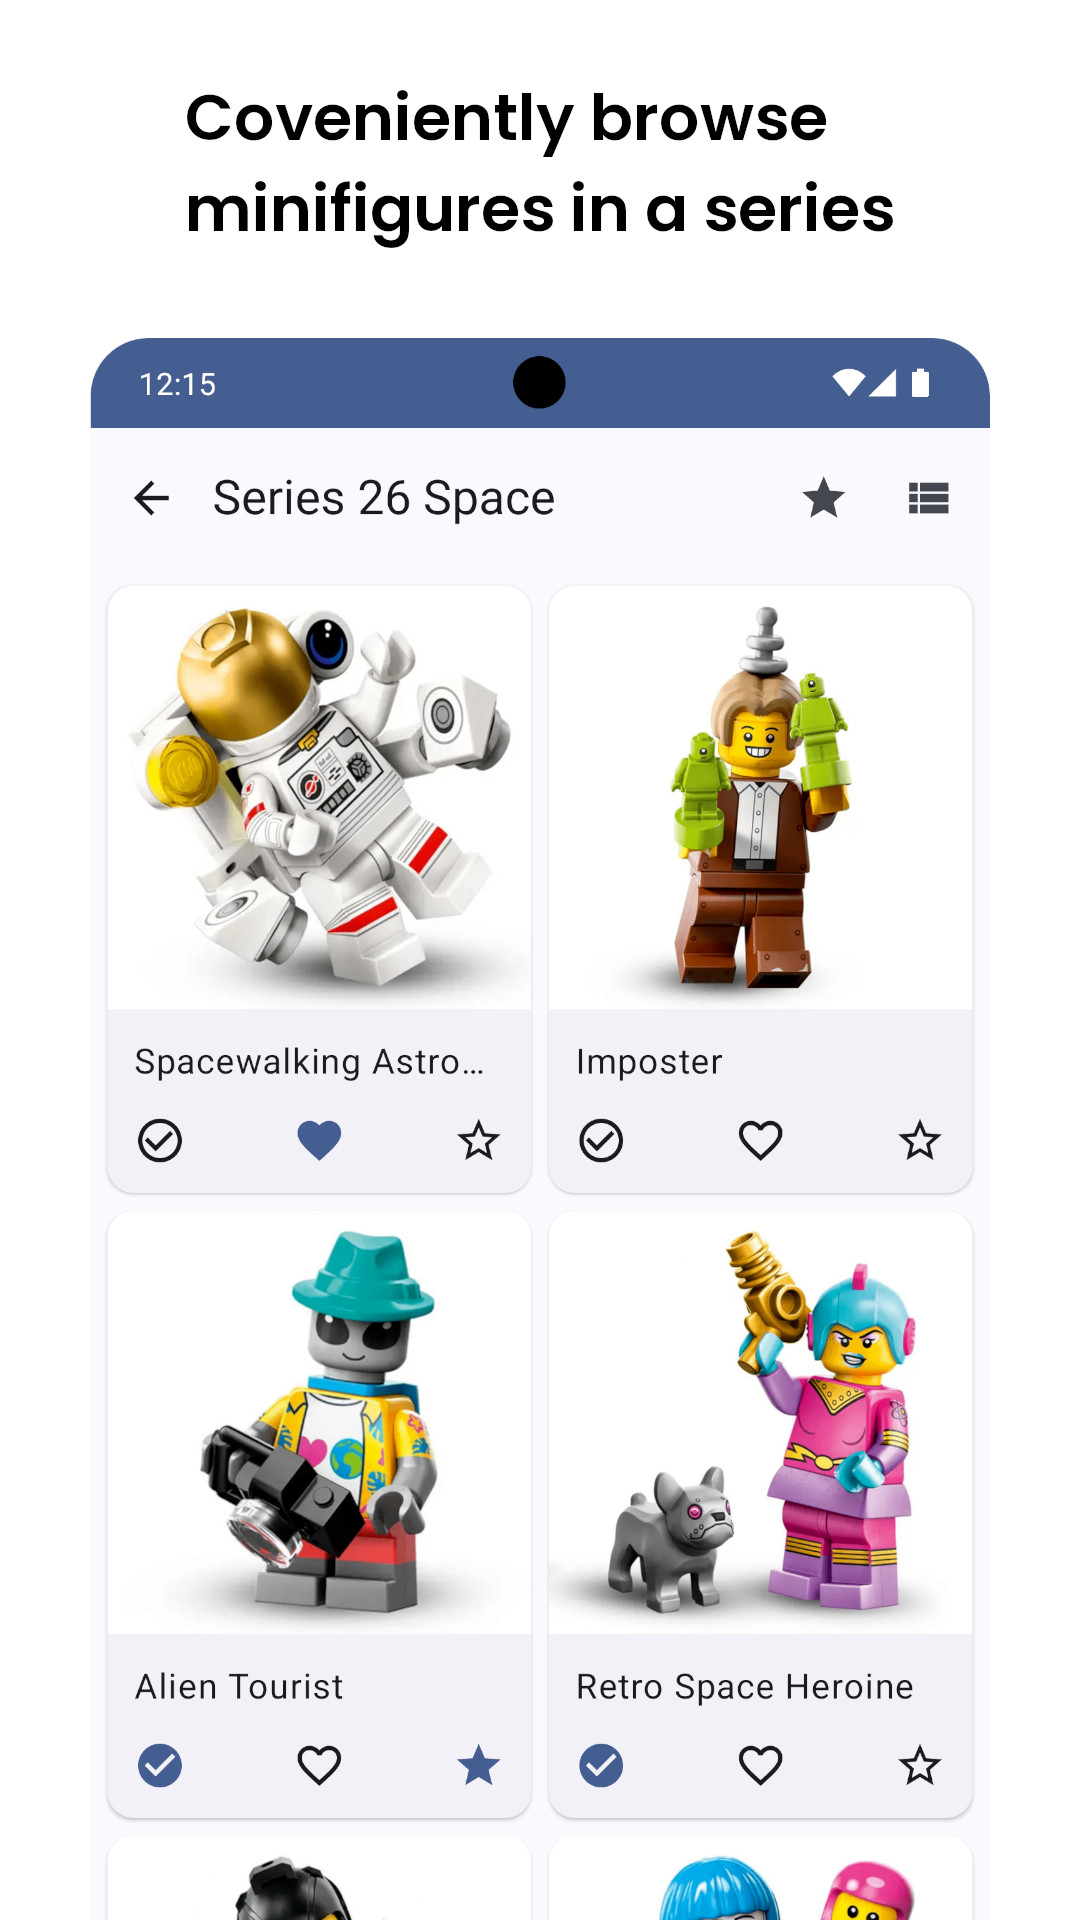 Coveniently browse
minifigures in a series
12:15
Series 26 Space
Spacewalking Astro...
Imposter
Alien Tourist
Retro Space Heroine